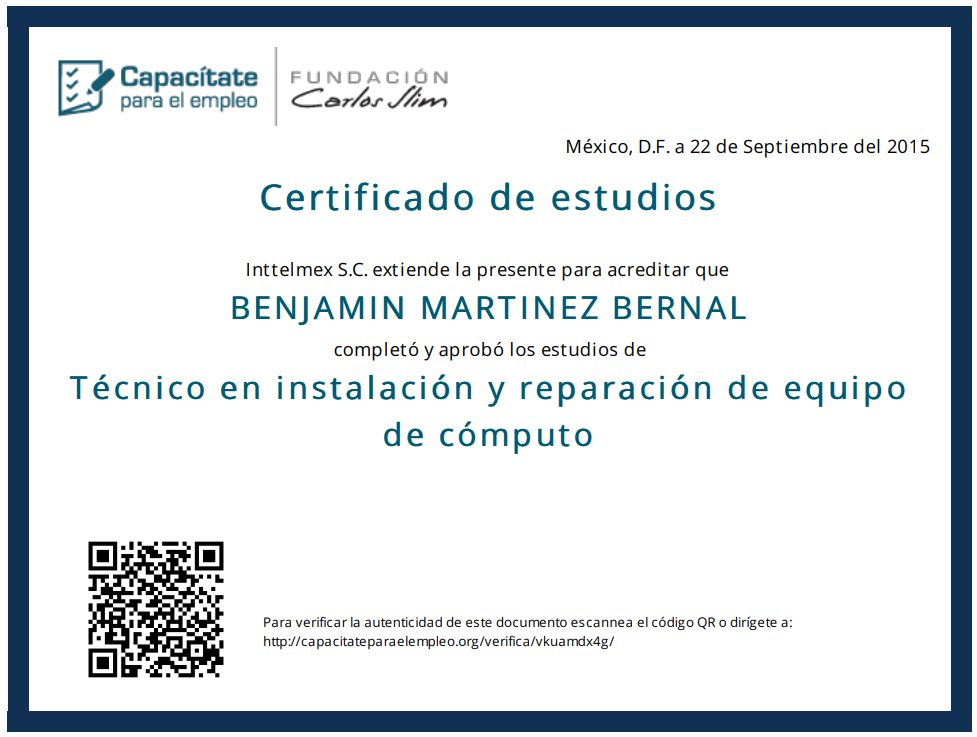 Capacítate
para el empleo
FUNDACIÓN
Carlos Slim
México, D.F. a 22 de Septiembre del 2015
Certificado de estudios
Inttelmex S.C. extiende la presente para acreditar que
BENJAMIN MARTINEZ BERNAL
completó y aprobó los estudios de
Técnico en instalación y reparación de equipo
de cómputo
Para verificar la autenticidad de este documento escannea el código QR o dirígete a:
http://capacitateparaelempleo.org/verifica/vkuamdx4g/